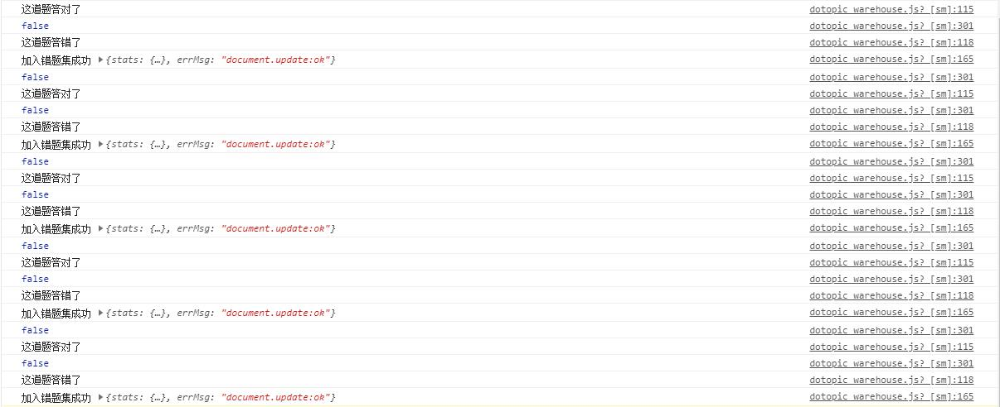 这道题答对了 dotopic_warehouse.js? [sm]:115
false dotopic_warehouse.js? [sm]:301
这道题答错了 dotopic_warehouse.js? [sm]:118
加入错题集成功 ▶{stats: {…}, errMsg: "document.update:ok"} dotopic_warehouse.js? [sm]:165
false dotopic_warehouse.js? [sm]:301
这道题答对了 dotopic_warehouse.js? [sm]:115
false dotopic_warehouse.js? [sm]:301
这道题答错了 dotopic_warehouse.js? [sm]:118
加入错题集成功 ▶{stats: {…}, errMsg: "document.update:ok"} dotopic_warehouse.js? [sm]:165
false dotopic_warehouse.js? [sm]:301
这道题答对了 dotopic_warehouse.js? [sm]:115
false dotopic_warehouse.js? [sm]:301
这道题答错了 dotopic_warehouse.js? [sm]:118
加入错题集成功 ▶{stats: {…}, errMsg: "document.update:ok"} dotopic_warehouse.js? [sm]:165
false dotopic_warehouse.js? [sm]:301
这道题答对了 dotopic_warehouse.js? [sm]:115
false dotopic_warehouse.js? [sm]:301
这道题答错了 dotopic_warehouse.js? [sm]:118
加入错题集成功 ▶{stats: {…}, errMsg: "document.update:ok"} dotopic_warehouse.js? [sm]:165
false dotopic_warehouse.js? [sm]:301
这道题答对了 dotopic_warehouse.js? [sm]:115
false dotopic_warehouse.js? [sm]:301
这道题答错了 dotopic_warehouse.js? [sm]:118
加入错题集成功 ▶{stats: {…}, errMsg: "document.update:ok"} dotopic_warehouse.js? [sm]:165